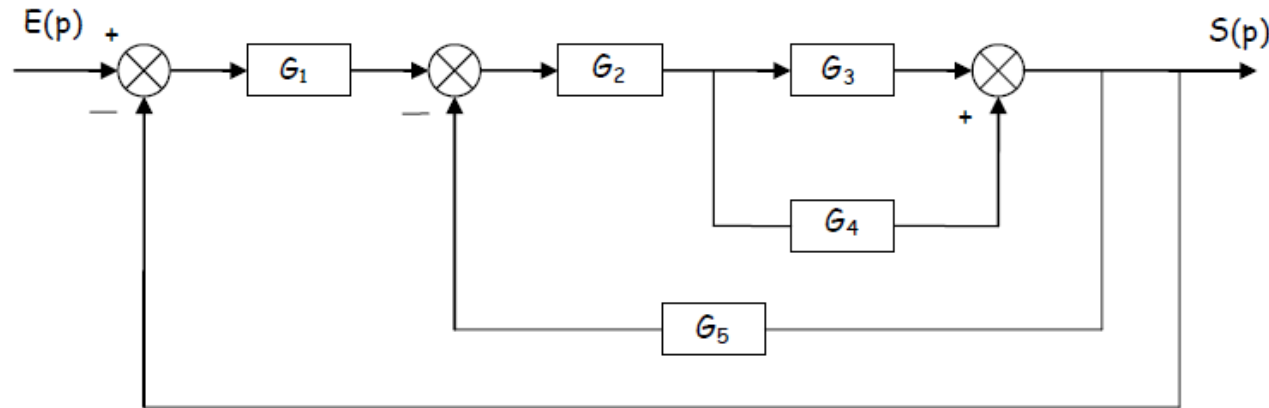 E(p) + S(p)
G₁ G₂ G₃
— — +
G₄
G₅